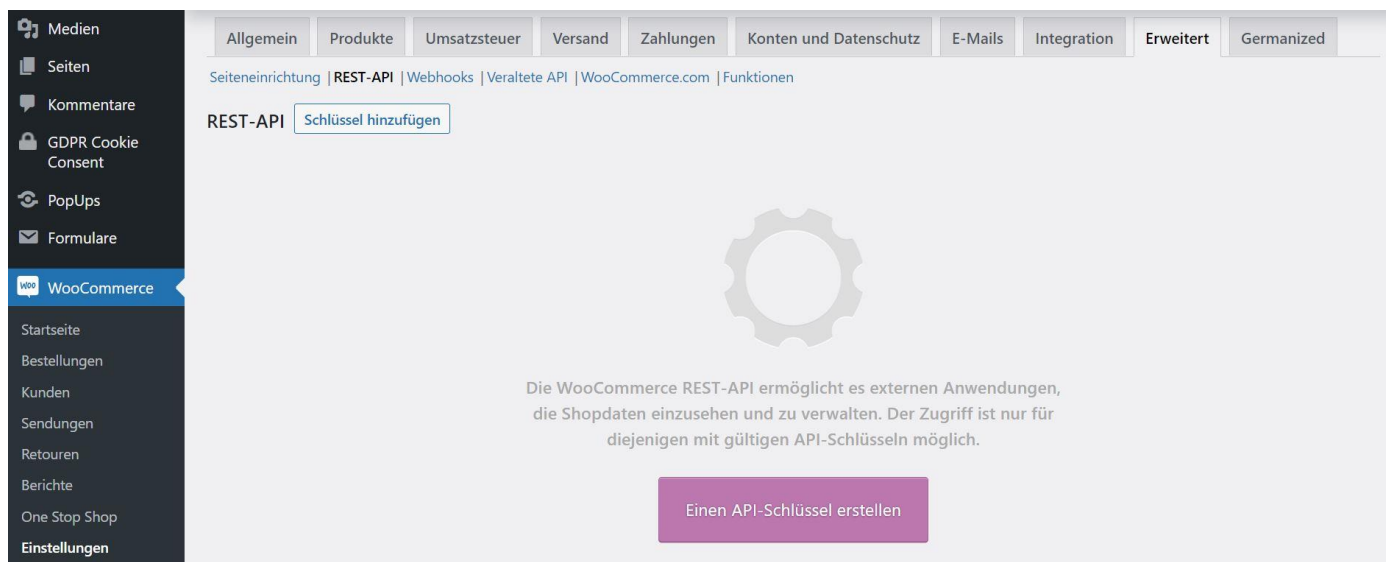 Medien
Seiten
Kommentare
GDPR Cookie
Consent
PopUps
Formulare
Woo WooCommerce
Startseite
Bestellungen
Kunden
Sendungen
Retouren
Berichte
One Stop Shop
Einstellungen
Allgemein Produkte Umsatzsteuer Versand Zahlungen Konten und Datenschutz E-Mails Integration Erweitert Germanized
Seiteneinrichtung | REST-API | Webhooks | Veraltete API | WooCommerce.com | Funktionen
REST-API Schlüssel hinzufügen
Die WooCommerce REST-API ermöglicht es externen Anwendungen,
die Shopdaten einzusehen und zu verwalten. Der Zugriff ist nur für
diejenigen mit gültigen API-Schlüsseln möglich.
Einen API-Schlüssel erstellen